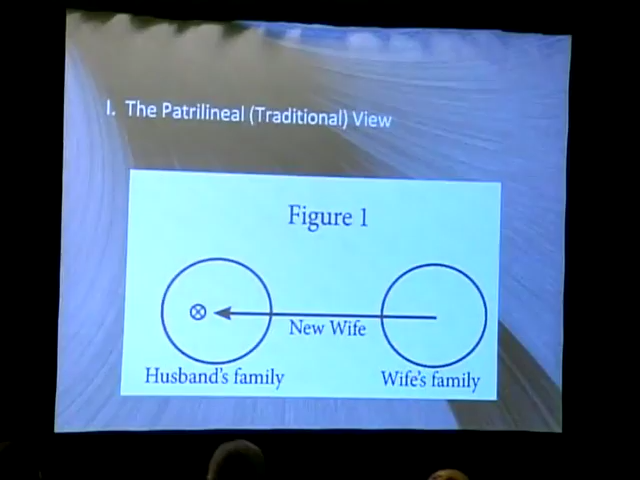 I. The Patrilineal (Traditional) View
Figure 1
New Wife
Husband's family
Wife's family